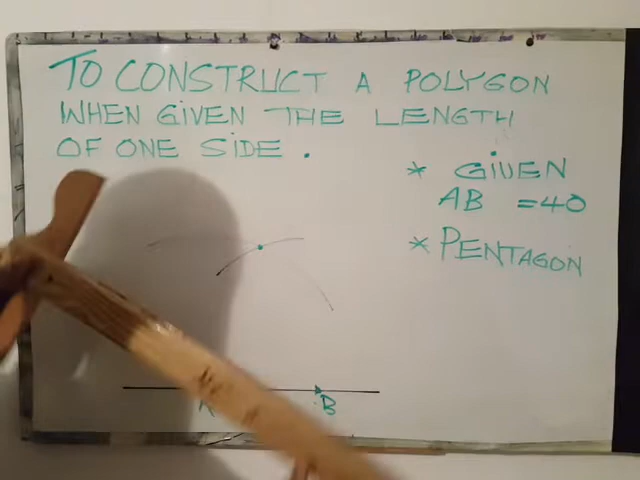 TO CONSTRUCT A POLYGON
WHEN GIVEN THE LENGTH
OF ONE SIDE .
* GIVEN
AB = 40
* PENTAGON
B